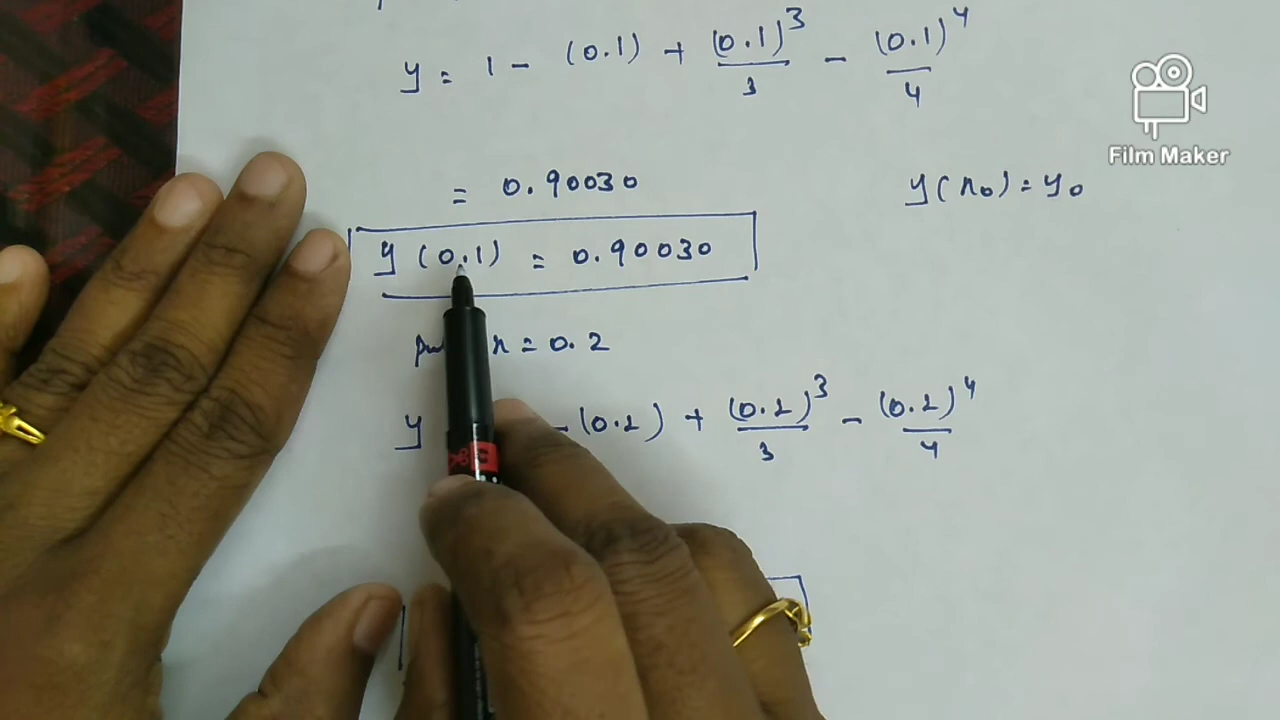 y = 1 - (0.1) + (0.1)^3/3 - (0.1)^4/4
= 0.90030
y(x0) = y0
y(0.1) = 0.90030
x = 0.2
y - (0.2) + (0.2)^3/3 - (0.2)^4/4
Film Maker